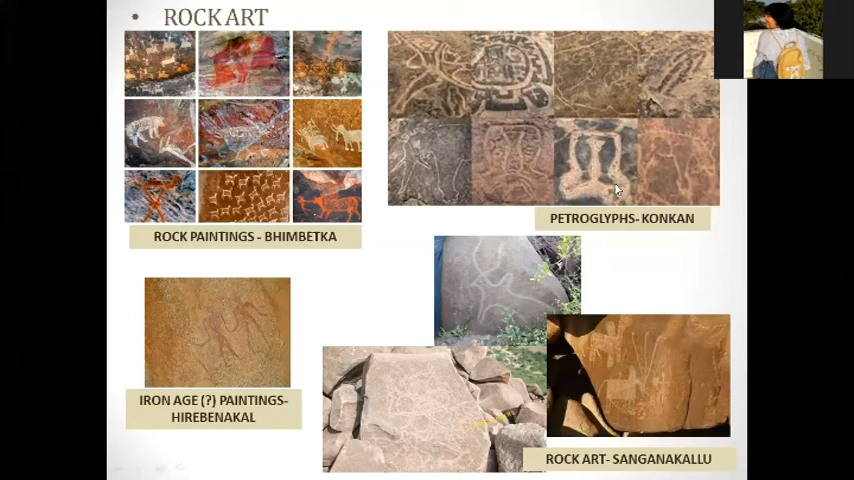 • ROCK ART
ROCK PAINTINGS - BHIMBETKA
PETROGLYPHS- KONKAN
IRON AGE (?) PAINTINGS-
HIREBENAKAL
ROCK ART- SANGANAKALLU